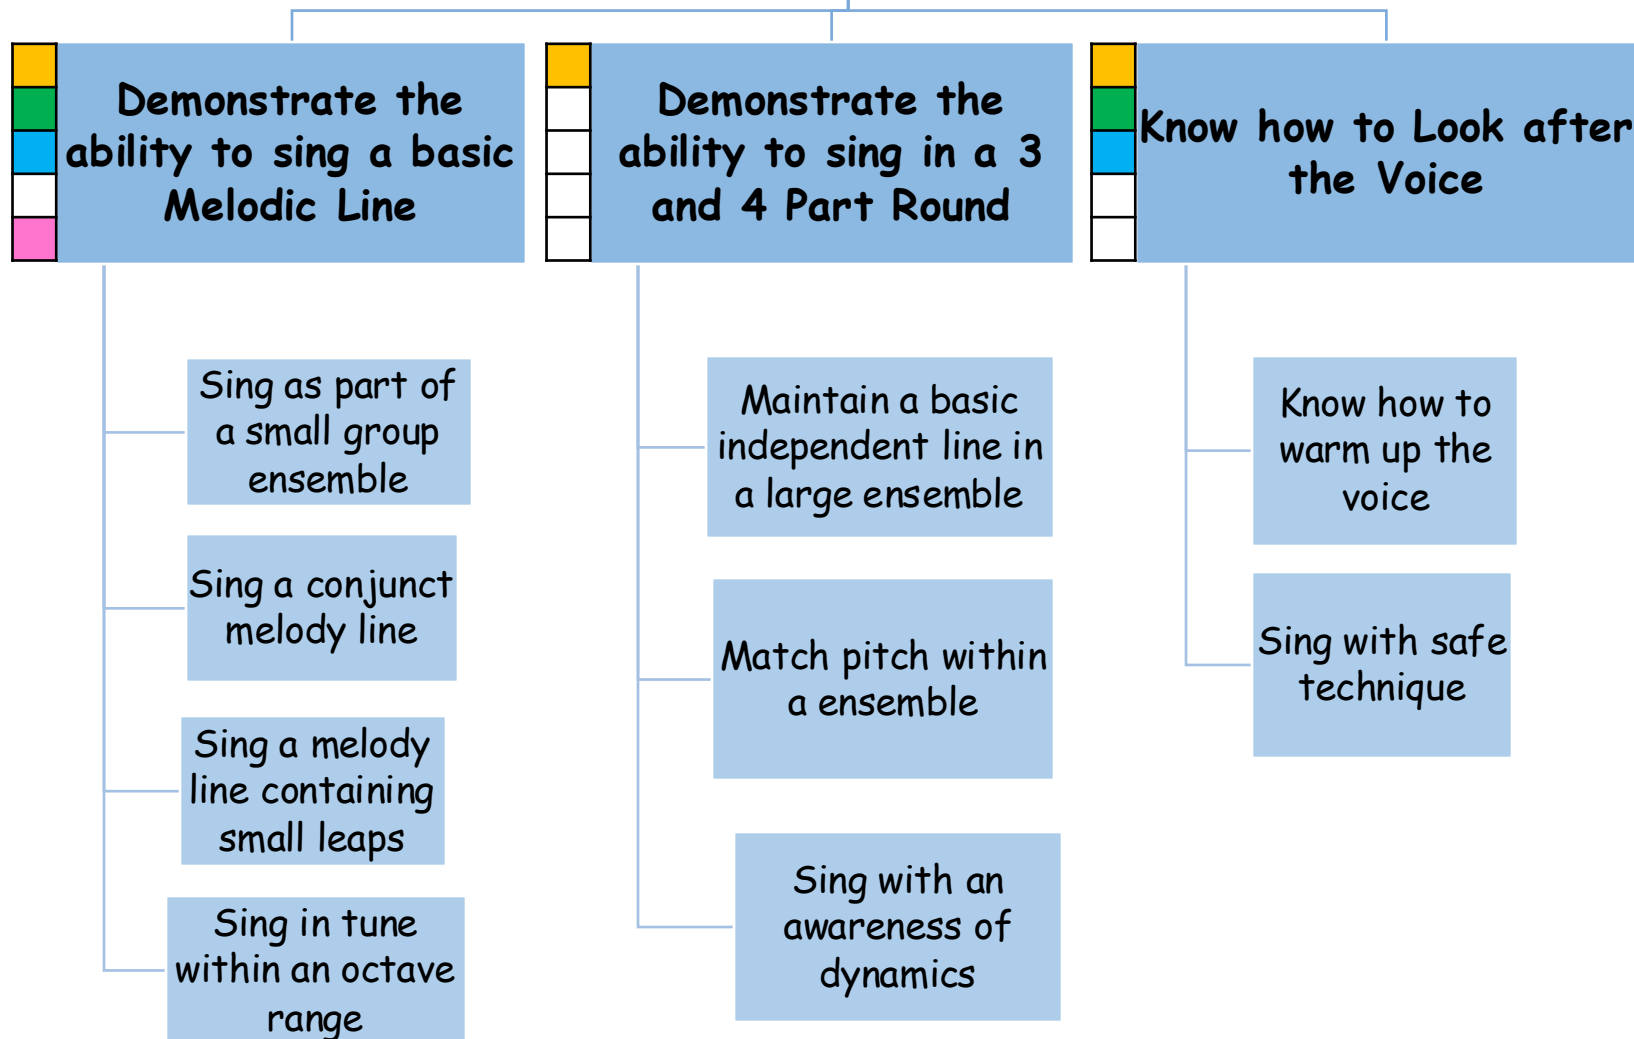 Demonstrate the
ability to sing a basic
Melodic Line
Sing as part of
a small group
ensemble
Sing a conjunct
melody line
Sing a melody
line containing
small leaps
Sing in tune
within an octave
range
Demonstrate the
ability to sing in a 3
and 4 Part Round
Maintain a basic
independent line in
a large ensemble
Match pitch within
a ensemble
Sing with an
awareness of
dynamics
Know how to Look after
the Voice
Know how to
warm up the
voice
Sing with safe
technique